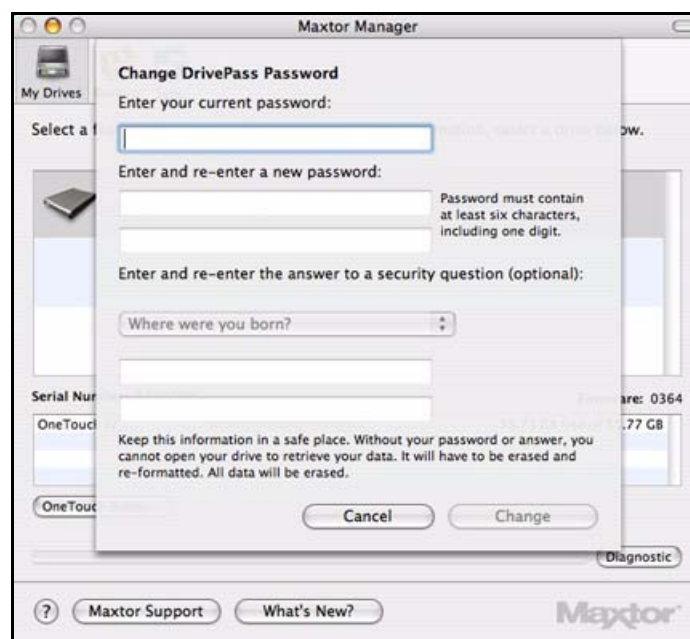 Maxtor Manager
My Drives
Change DrivePass Password
Enter your current password:
Select a
ow.
Enter and re-enter a new password:
Password must contain
at least six characters,
including one digit.
Enter and re-enter the answer to a security question (optional):
Where were you born?
Serial Nur
are: 0364
OneTouch
.77 GB
Keep this information in a safe place. Without your password or answer, you
cannot open your drive to retrieve your data. It will have to be erased and
re-formatted. All data will be erased.
OneTouc
Cancel
Change
Diagnostic
?
Maxtor Support
What's New?
Maxtor